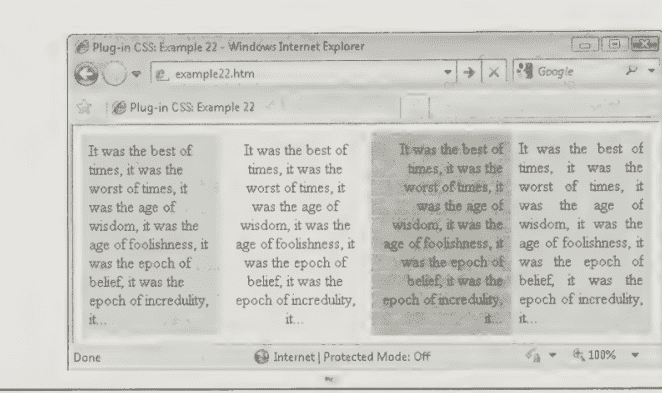 Plug-in CSS: Example 22 - Windows Internet Explorer
example22.htm
Google
Plug-in CSS: Example 22
It was the best of
times, it was the
worst of times, it
was the age of
wisdom, it was the
age of foolishness, it
was the epoch of
belief, it was the
epoch of incredulity,
it...
It was the best of
times, it was the
worst of times, it
was the age of
wisdom, it was the
age of foolishness, it
was the epoch of
belief, it was the
epoch of incredulity,
it...
It was the best of
times, it was the
worst of times, it
was the age of
wisdom, it was the
age of foolishness, it
was the epoch of
belief, it was the
epoch of incredulity,
it...
It was the best of
times, it was the
worst of times, it
was the age of
wisdom, it was the
age of foolishness, it
was the epoch of
belief, it was the
epoch of incredulity,
it...
Done
Internet | Protected Mode: Off
100%